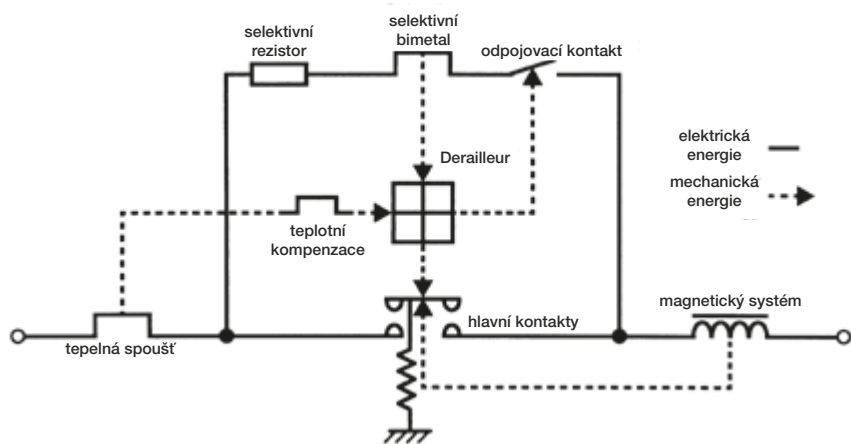 selektivní
rezistor
selektivní
bimetal
odpojovací kontakt
elektrická
energie
Derailleur
mechanická
energie
teplotní
kompenzace
magnetický systém
hlavní kontakty
tepelná spoušť